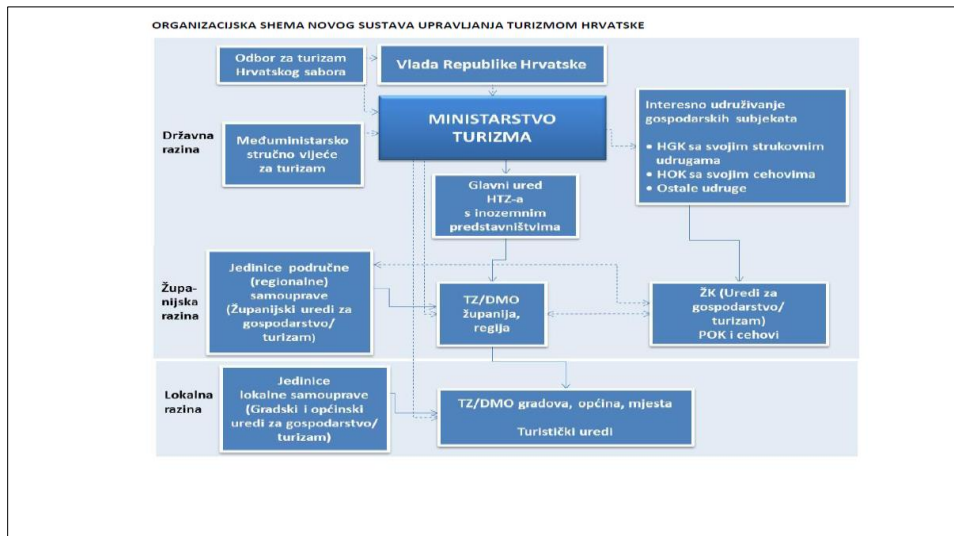 ORGANIZACIJSKA SHEMA NOVOG SUSTAVA UPRAVLJANJA TURIZMOM HRVATSKE
Odbor za turizam
Hrvatskog sabora
Vlada Republike Hrvatske
Državna
razina
MINISTARSTVO
TURIZMA
Međuministarsko
stručno vijeće
za turizam
Interesno udruživanje
gospodarskih subjekata
• HGK sa svojim strukovnim
udrugama
• HOK sa svojim cehovima
• Ostale udruge
Glavni ured
HTZ-a
s inozemnim
predstavništvima
Župa-
nijska
razina
Jedinice područne
(regionalne)
samouprave
(Županijski uredi za
gospodarstvo/
turizam)
TZ/DMO
županija,
regija
ŽK (Uredi za
gospodarstvo/
turizam)
POK i cehovi
Lokalna
razina
Jedinice
lokalne samouprave
(Gradski i općinski
uredi za gospodarstvo/
turizam)
TZ/DMO gradova, općina, mjesta
Turistički uredi